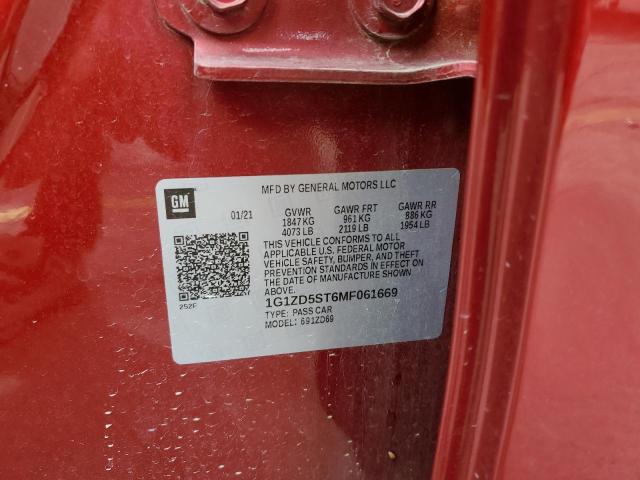 MFD BY GENERAL MOTORS LLC
GM
01/21
GVWR GAWR FRT GAWR RR
1847 KG 961 KG 886 KG
4073 LB 2119 LB 1954 LB
THIS VEHICLE CONFORMS TO ALL
APPLICABLE U.S. FEDERAL MOTOR
VEHICLE SAFETY, BUMPER, AND THEFT
PREVENTION STANDARDS IN EFFECT ON
THE DATE OF MANUFACTURE SHOWN
ABOVE.
252F
1G1ZD5ST6MF061669
TYPE: PASS CAR
MODEL: 691ZD69